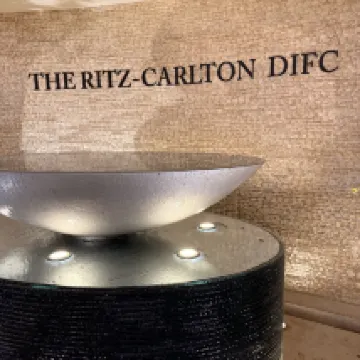 THE RITZ-CARLTON DIFC